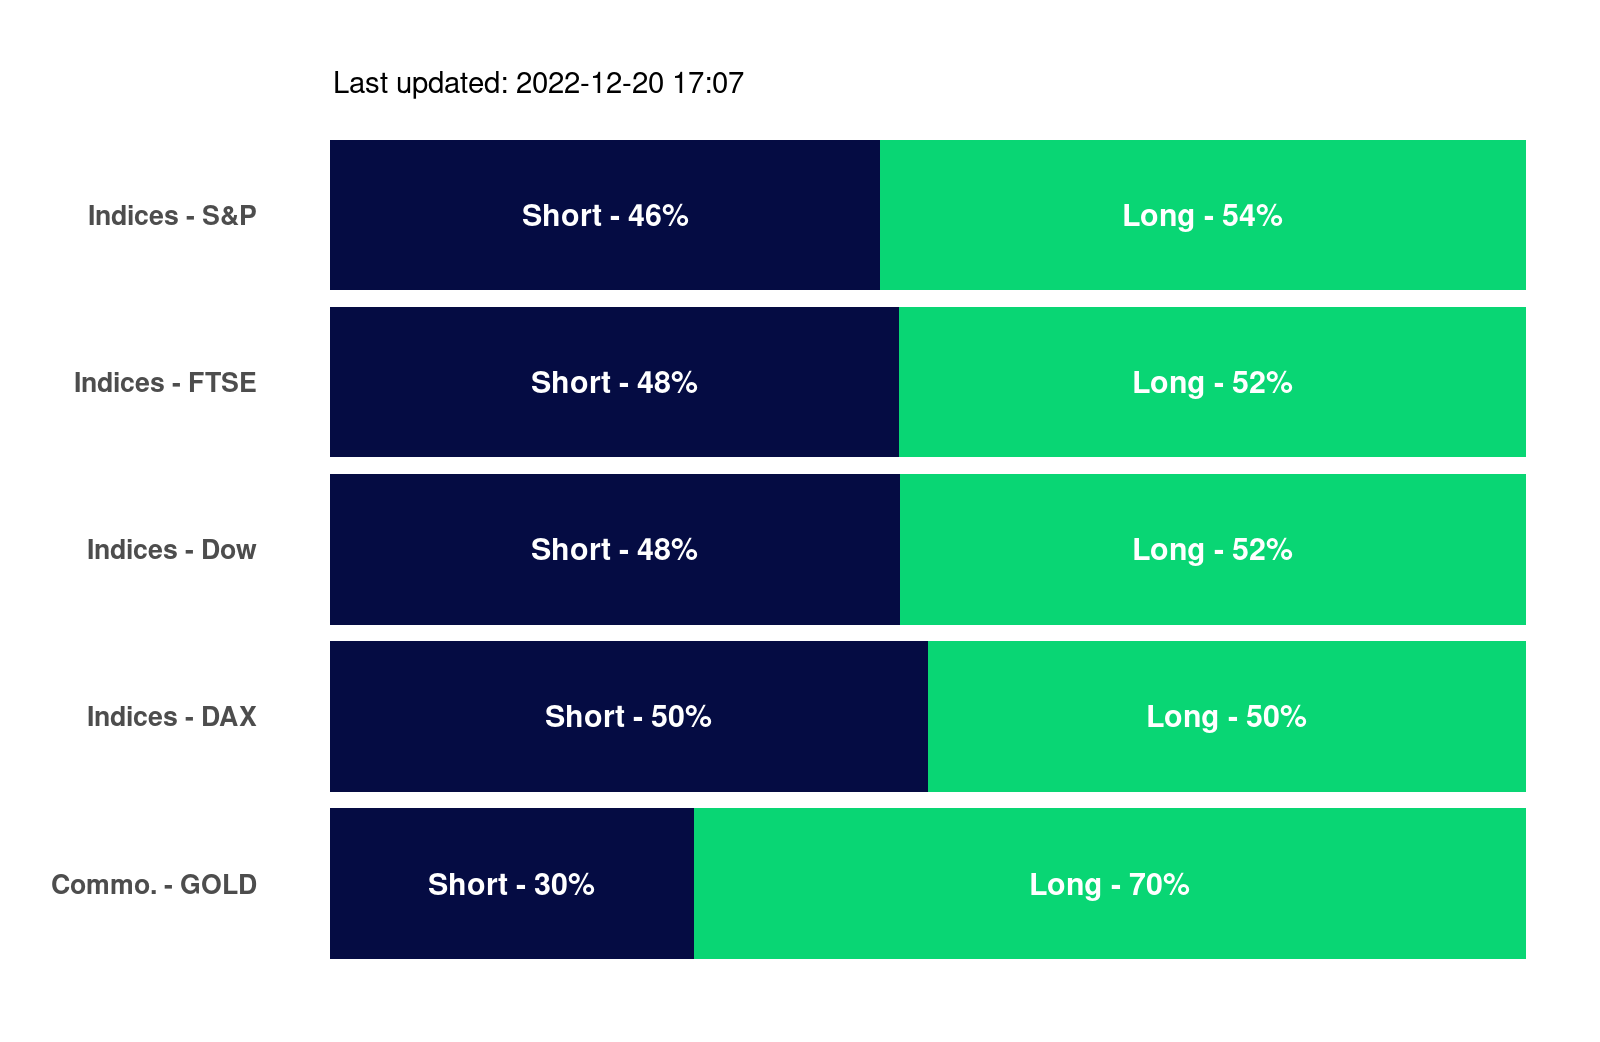 Last updated: 2022-12-20 17:07
Indices - S&P Short - 46% Long - 54%
Indices - FTSE Short - 48% Long - 52%
Indices - Dow Short - 48% Long - 52%
Indices - DAX Short - 50% Long - 50%
Commo. - GOLD Short - 30% Long - 70%